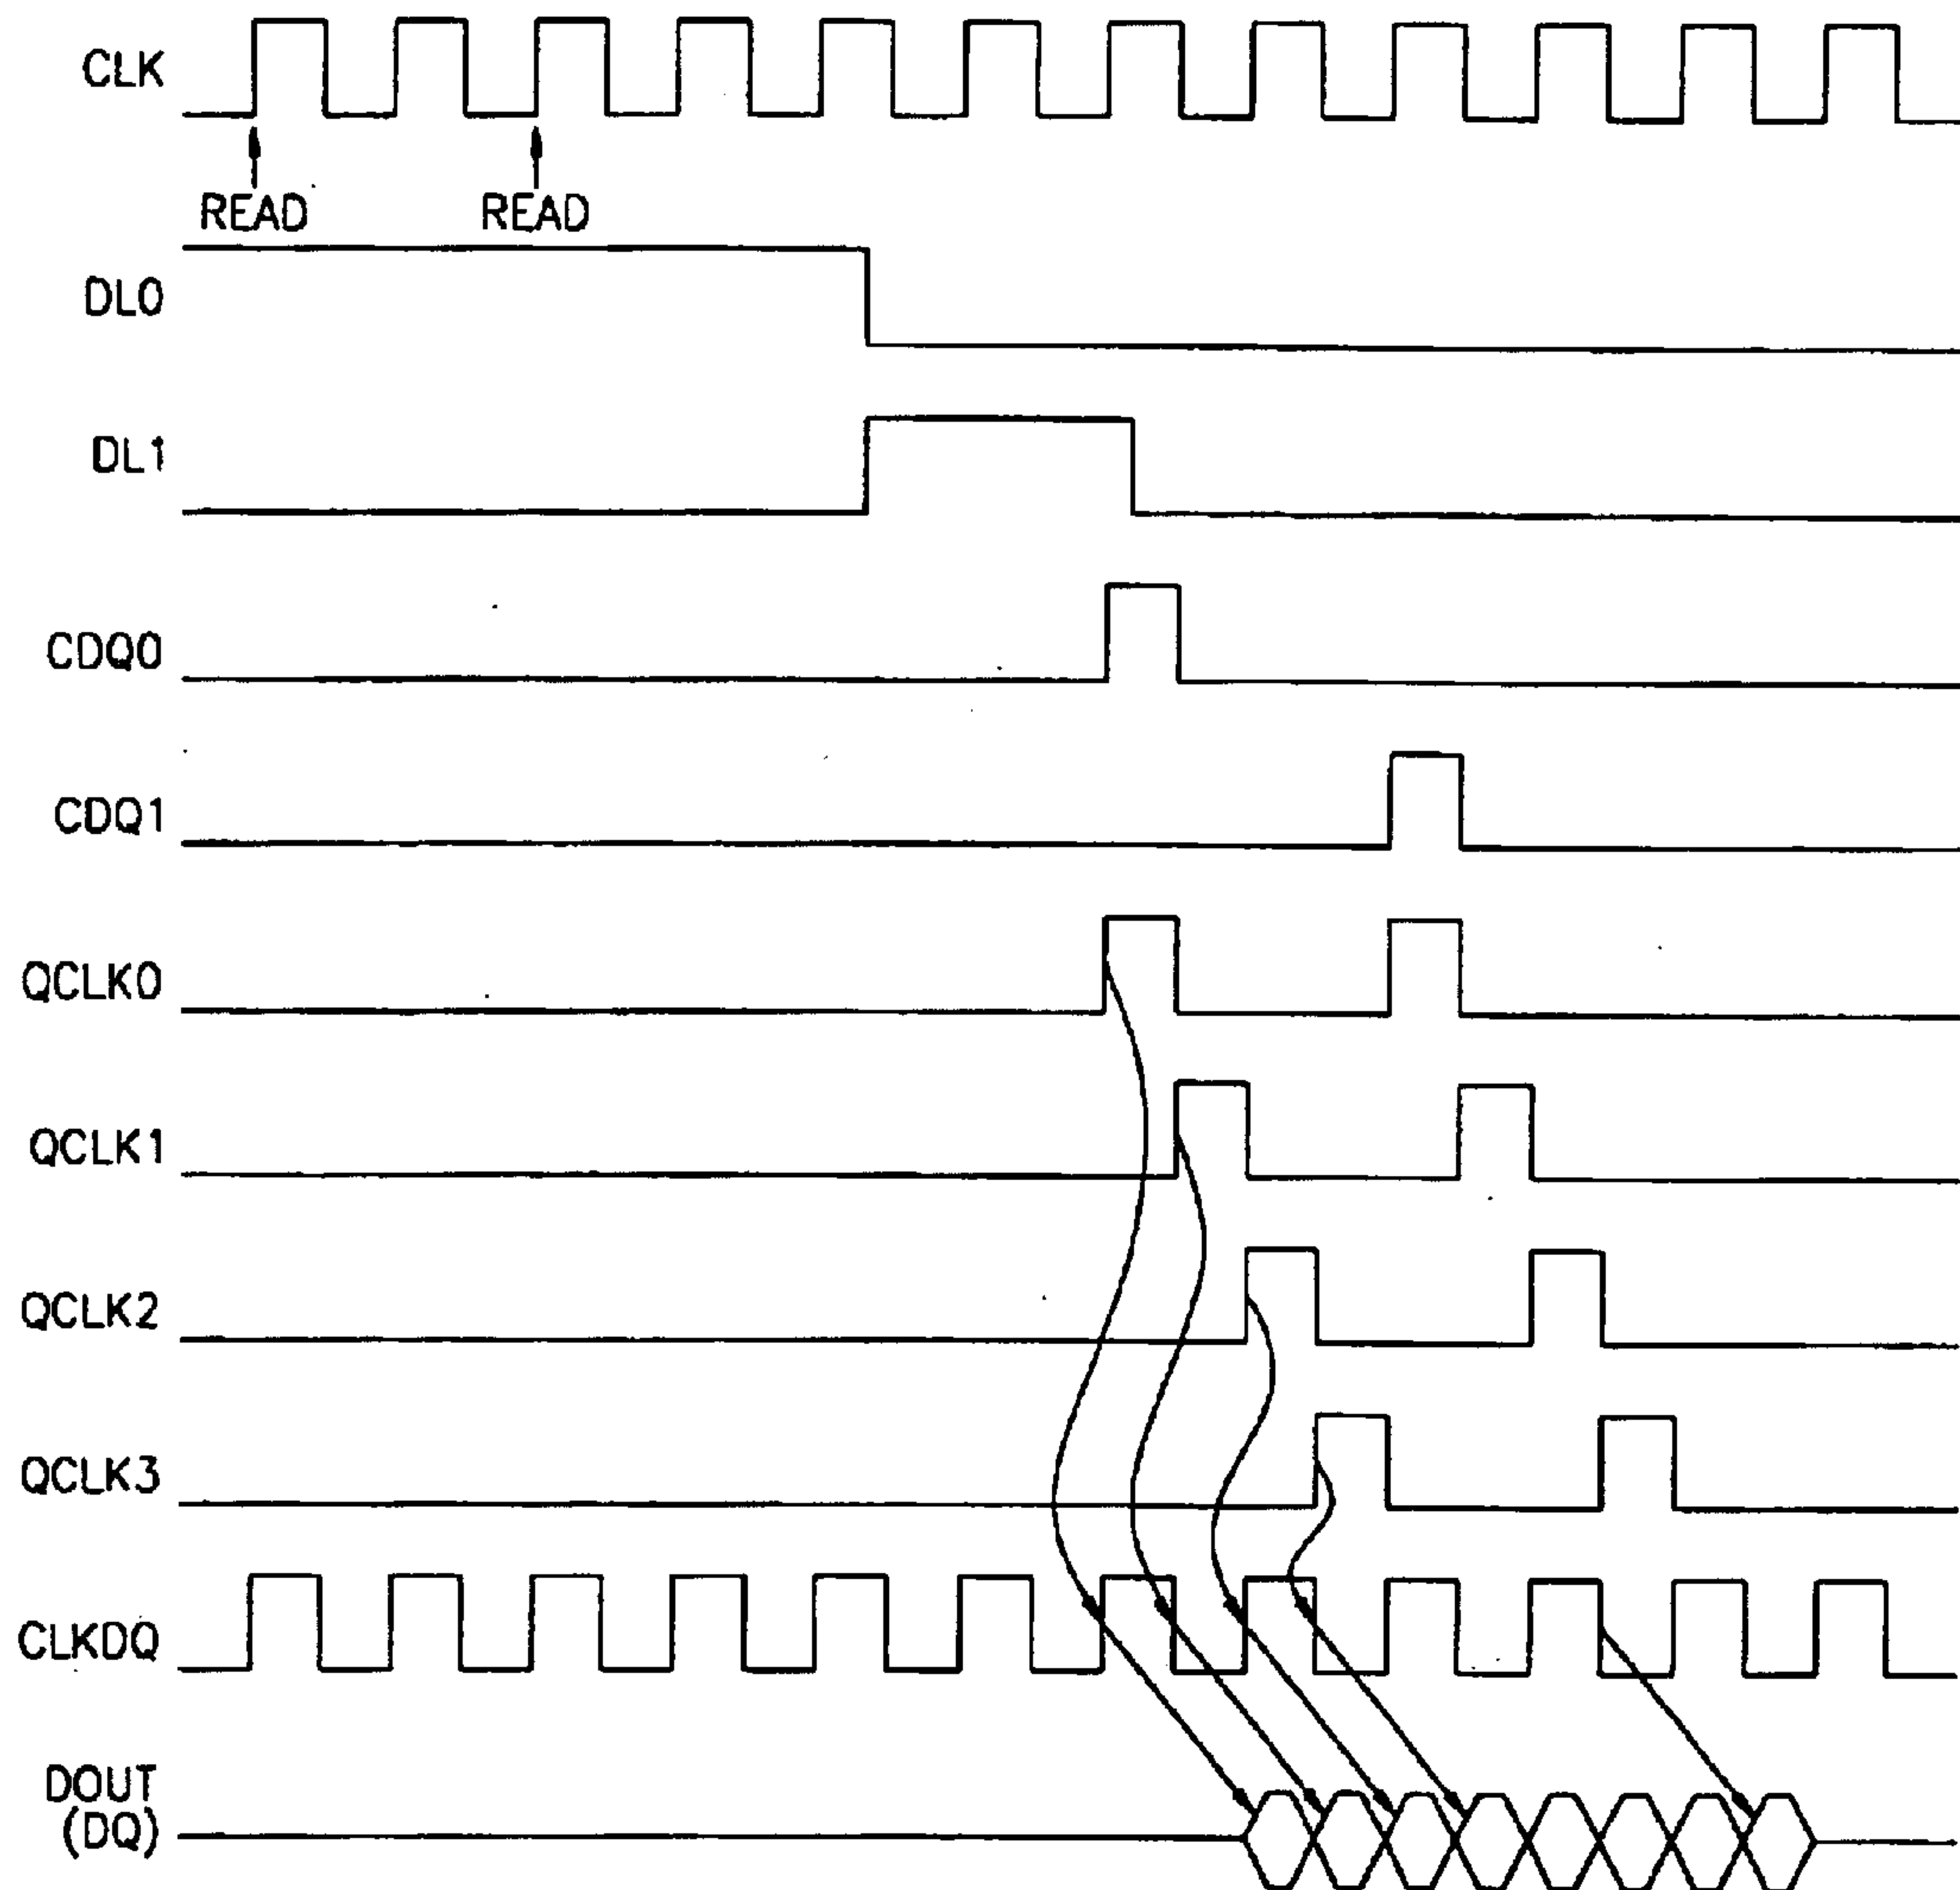 CLK
READ READ
DL0
DL1
CDQ0
CDQ1
QCLK0
QCLK1
QCLK2
QCLK3
CLKDQ
DOUT
(DQ)